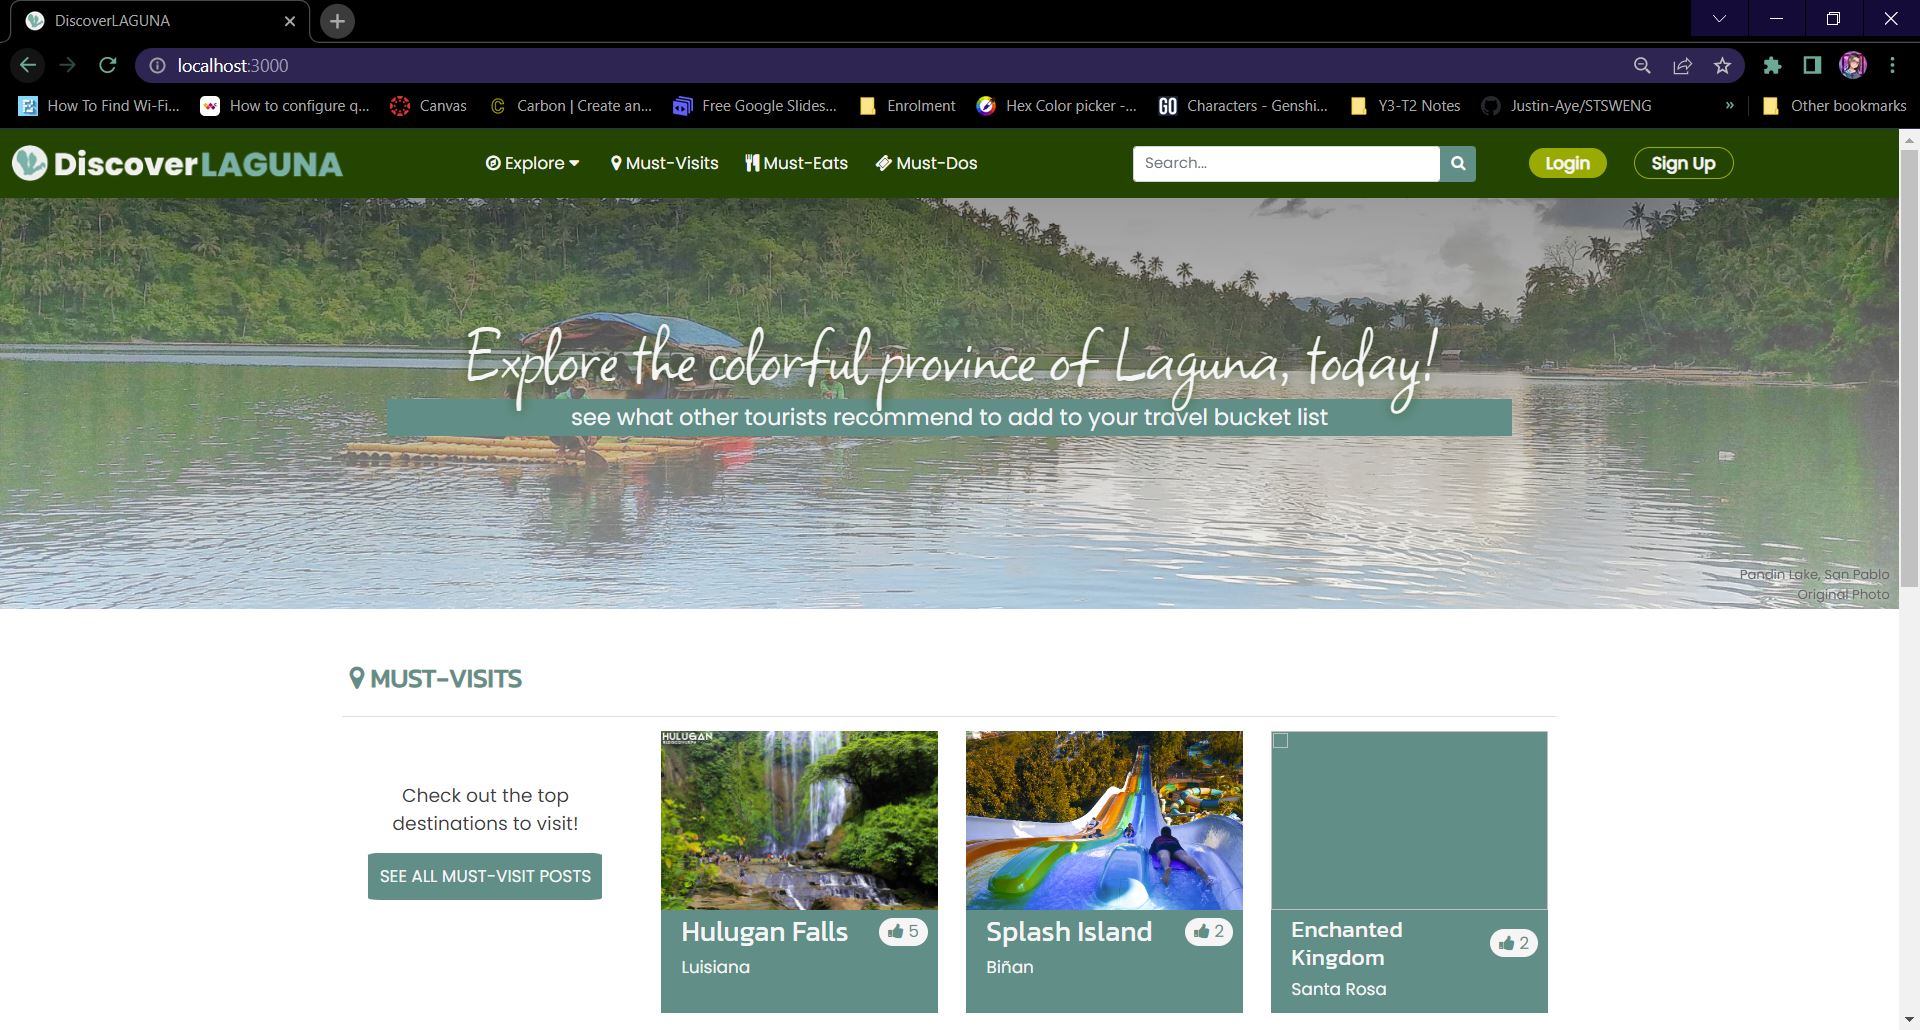 DiscoverLAGUNA
localhost:3000
How To Find Wi-Fi... How to configure q... Canvas Carbon | Create an... Free Google Slides... Enrolment Hex Color picker -... GO Characters - Genshi... Y3-T2 Notes Justin-Aye/STSWENG » Other bookmarks
DiscoverLAGUNA Explore Must-Visits Must-Eats Must-Dos Search... Login Sign Up
Explore the colorful province of Laguna, today!
see what other tourists recommend to add to your travel bucket list
Pandin Lake, San Pablo
Original Photo
MUST-VISITS
HULUGAN
Check out the top
destinations to visit!
SEE ALL MUST-VISIT POSTS
Hulugan Falls 5
Luisiana
Splash Island 2
Biñan
Enchanted
Kingdom 2
Santa Rosa